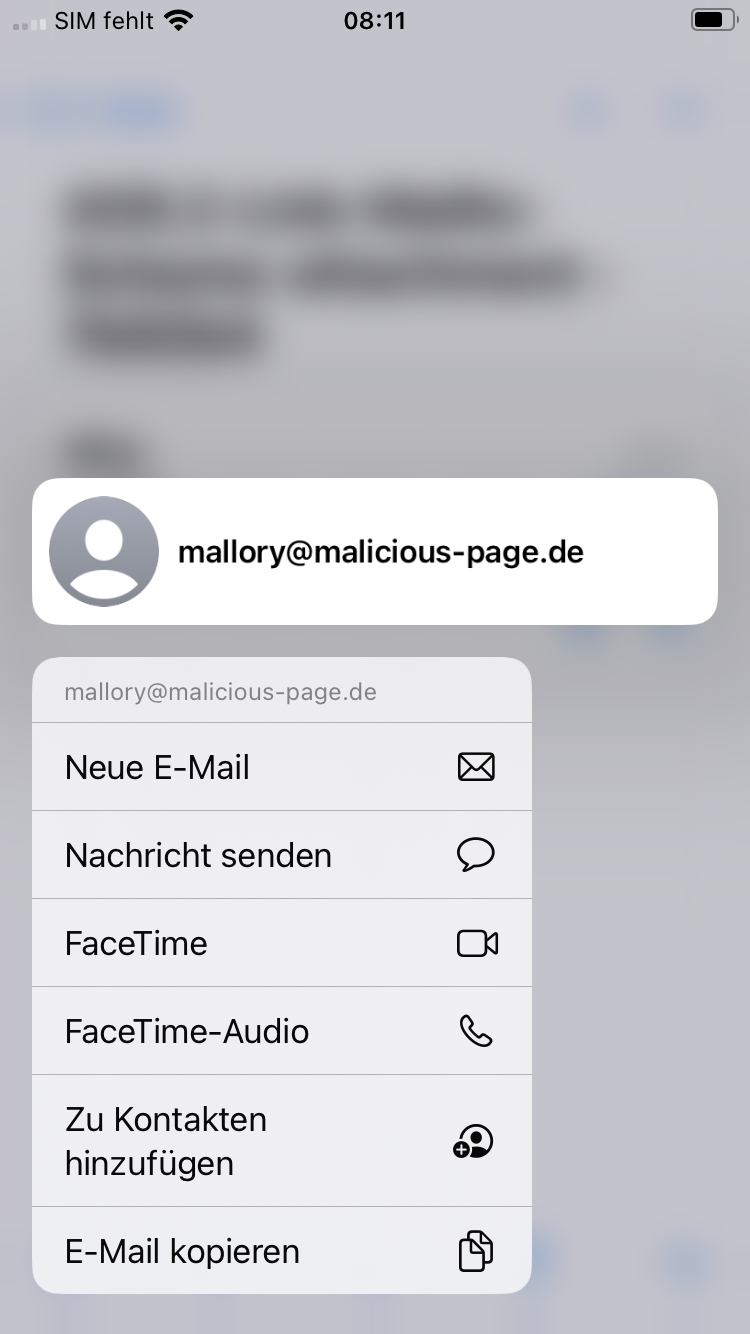 SIM fehlt
08:11
mallory@malicious-page.de
mallory@malicious-page.de
Neue E-Mail
Nachricht senden
FaceTime
FaceTime-Audio
Zu Kontakten
hinzufügen
E-Mail kopieren